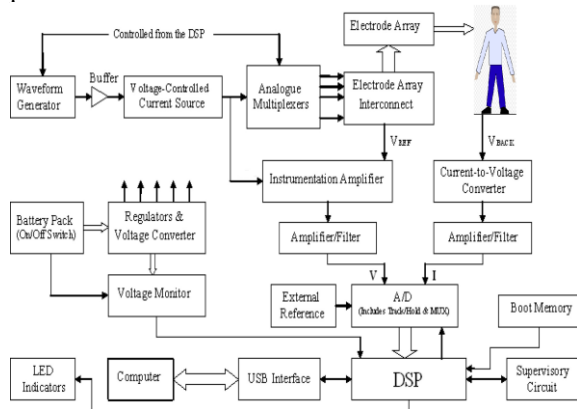 Electrode Array
Controlled from the DSP
Buffer
Waveform
Generator
Voltage-Controlled
Current Source
Analogue
Multiplexers
Electrode Array
Interconnect
VREF
VBACK
Instrumentation Amplifier
Current-to-Voltage
Converter
Battery Pack
(On/Off Switch)
Regulators &
Voltage Converter
Amplifier/Filter
Amplifier/Filter
V
I
Voltage Monitor
External
Reference
A/D
(Includes Track/Hold & MUX)
Boot Memory
LED
Indicators
Computer
USB Interface
DSP
Supervisory
Circuit